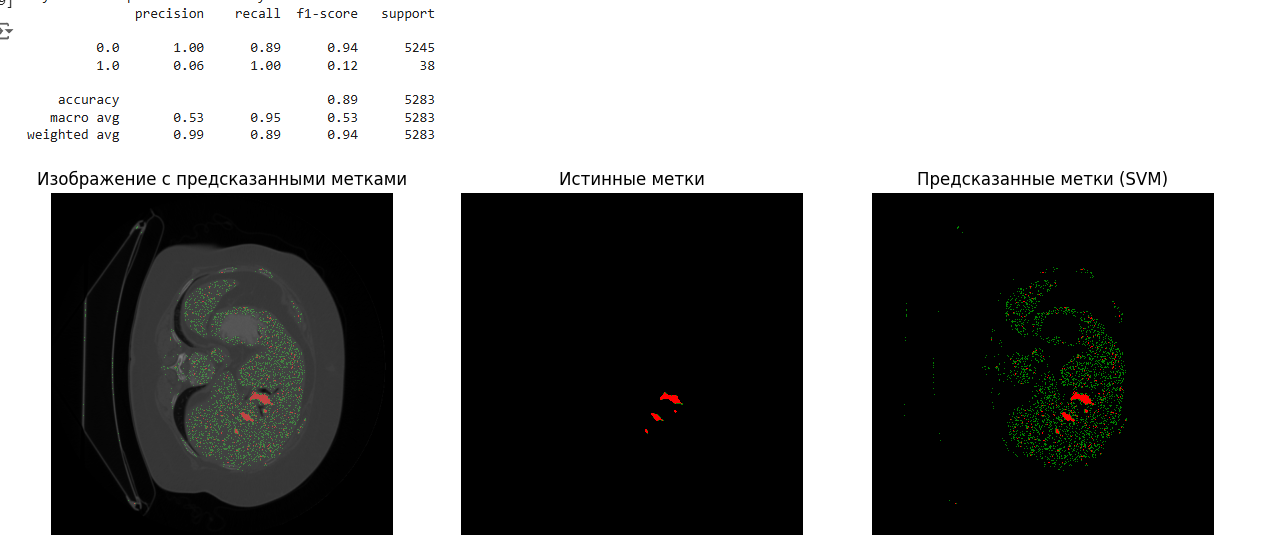 precision recall f1-score support
0.0 1.00 0.89 0.94 5245
1.0 0.06 1.00 0.12 38
accuracy 0.89 5283
macro avg 0.53 0.95 0.53 5283
weighted avg 0.99 0.89 0.94 5283
Изображение с предсказанными метками
Истинные метки
Предсказанные метки (SVM)